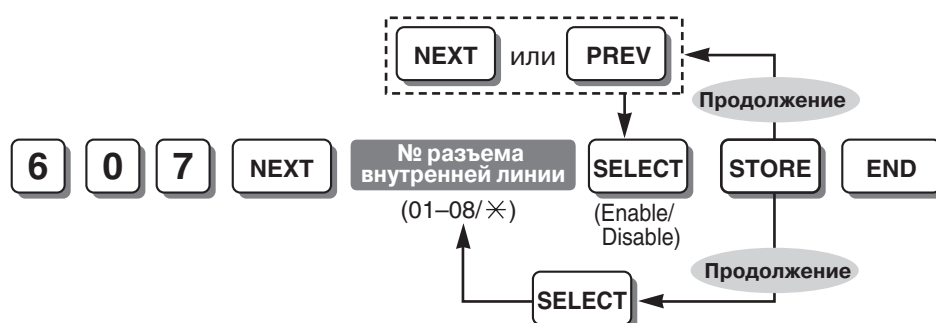 NEXT или PREV
Продолжение
6 0 7 NEXT № разъема внутренней линии SELECT STORE END
(01–08/✳)
(Enable/
Disable)
Продолжение
SELECT